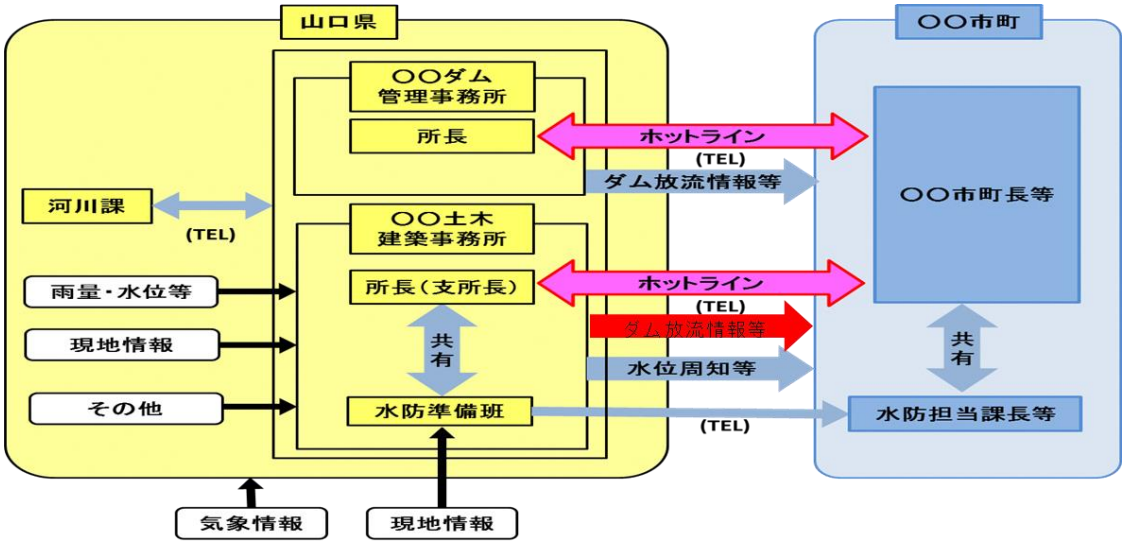 山口県
〇〇市町
〇〇ダム
管理事務所
所長
ホットライン
(TEL)
ダム放流情報等
〇〇市町長等
河川課
(TEL)
〇〇土木
建築事務所
所長(支所長)
ホットライン
(TEL)
ダム放流情報等
雨量・水位等
現地情報
その他
共有
水位周知等
共有
水防準備班
(TEL)
水防担当課長等
気象情報
現地情報